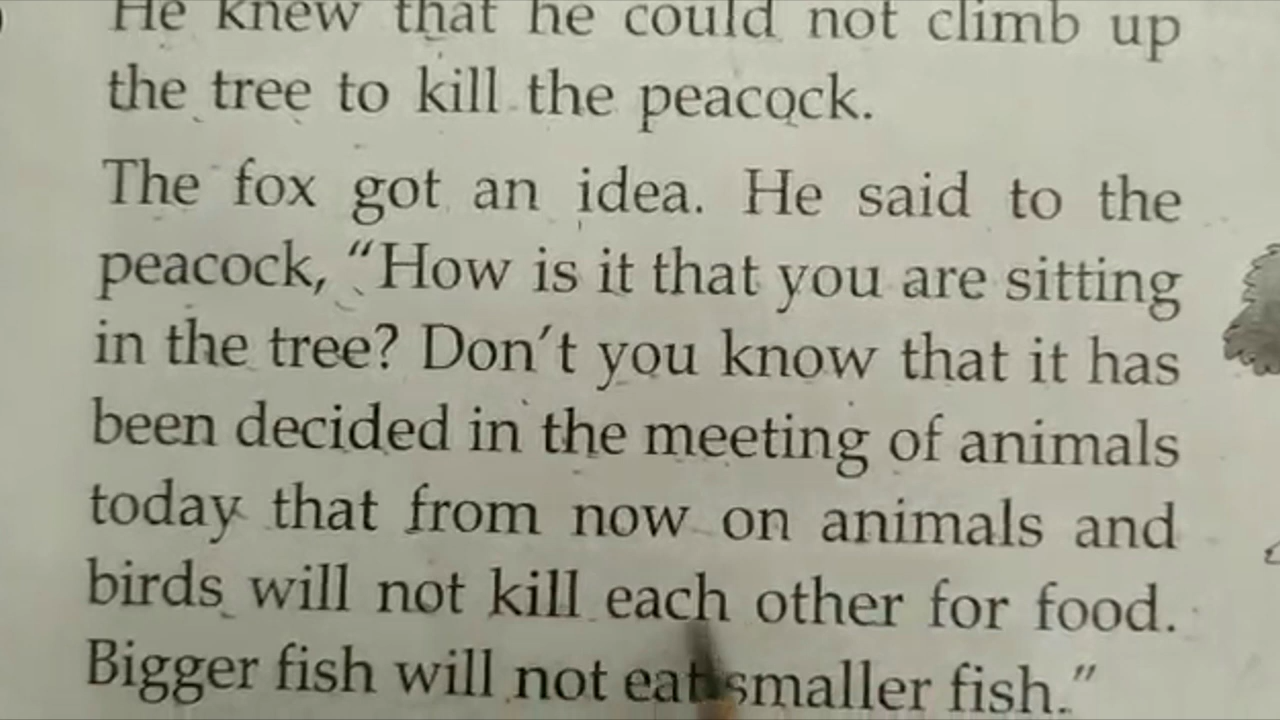 He knew that he could not climb up
the tree to kill the peacock.
The fox got an idea. He said to the
peacock, “How is it that you are sitting
in the tree? Don’t you know that it has
been decided in the meeting of animals
today that from now on animals and
birds will not kill each other for food.
Bigger fish will not eat smaller fish.”